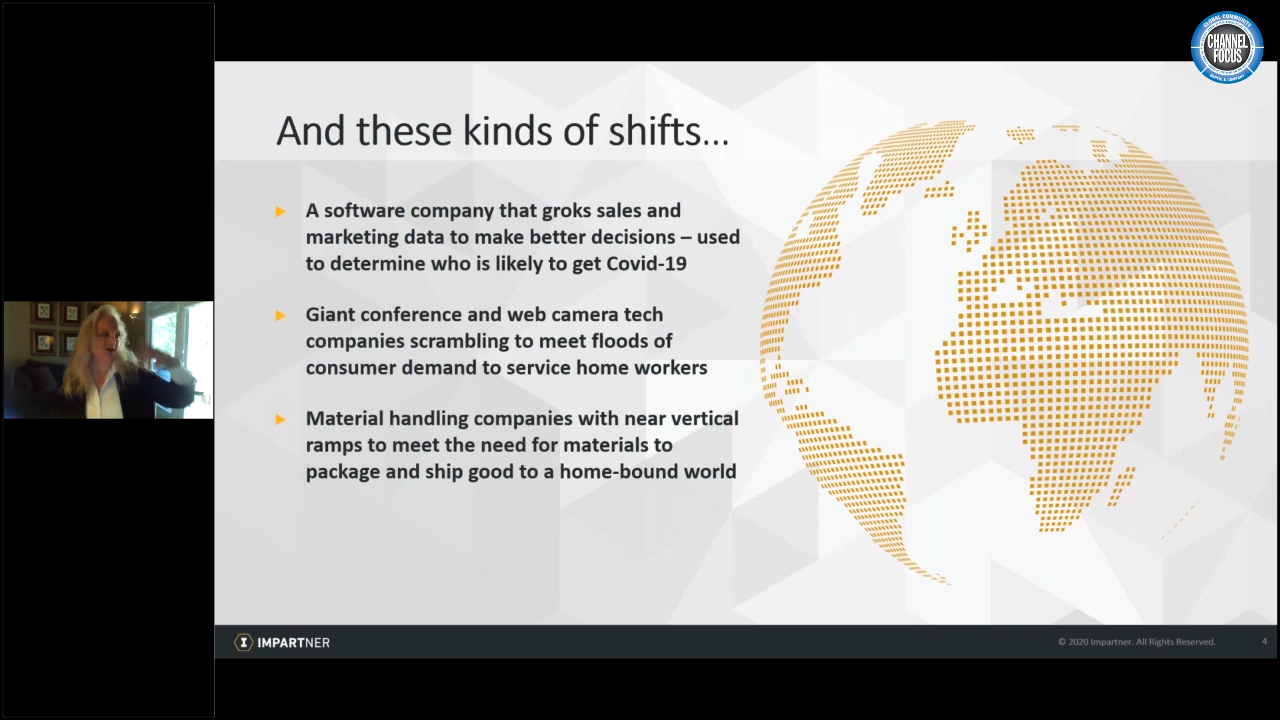 GLOBAL COMMUNITY
CHANNEL
FOCUS
And these kinds of shifts...
A software company that groks sales and
marketing data to make better decisions – used
to determine who is likely to get Covid-19
Giant conference and web camera tech
companies scrambling to meet floods of
consumer demand to service home workers
Material handling companies with near vertical
ramps to meet the need for materials to
package and ship good to a home-bound world
IMPARTNER
© 2020 Impartner. All Rights Reserved.
4